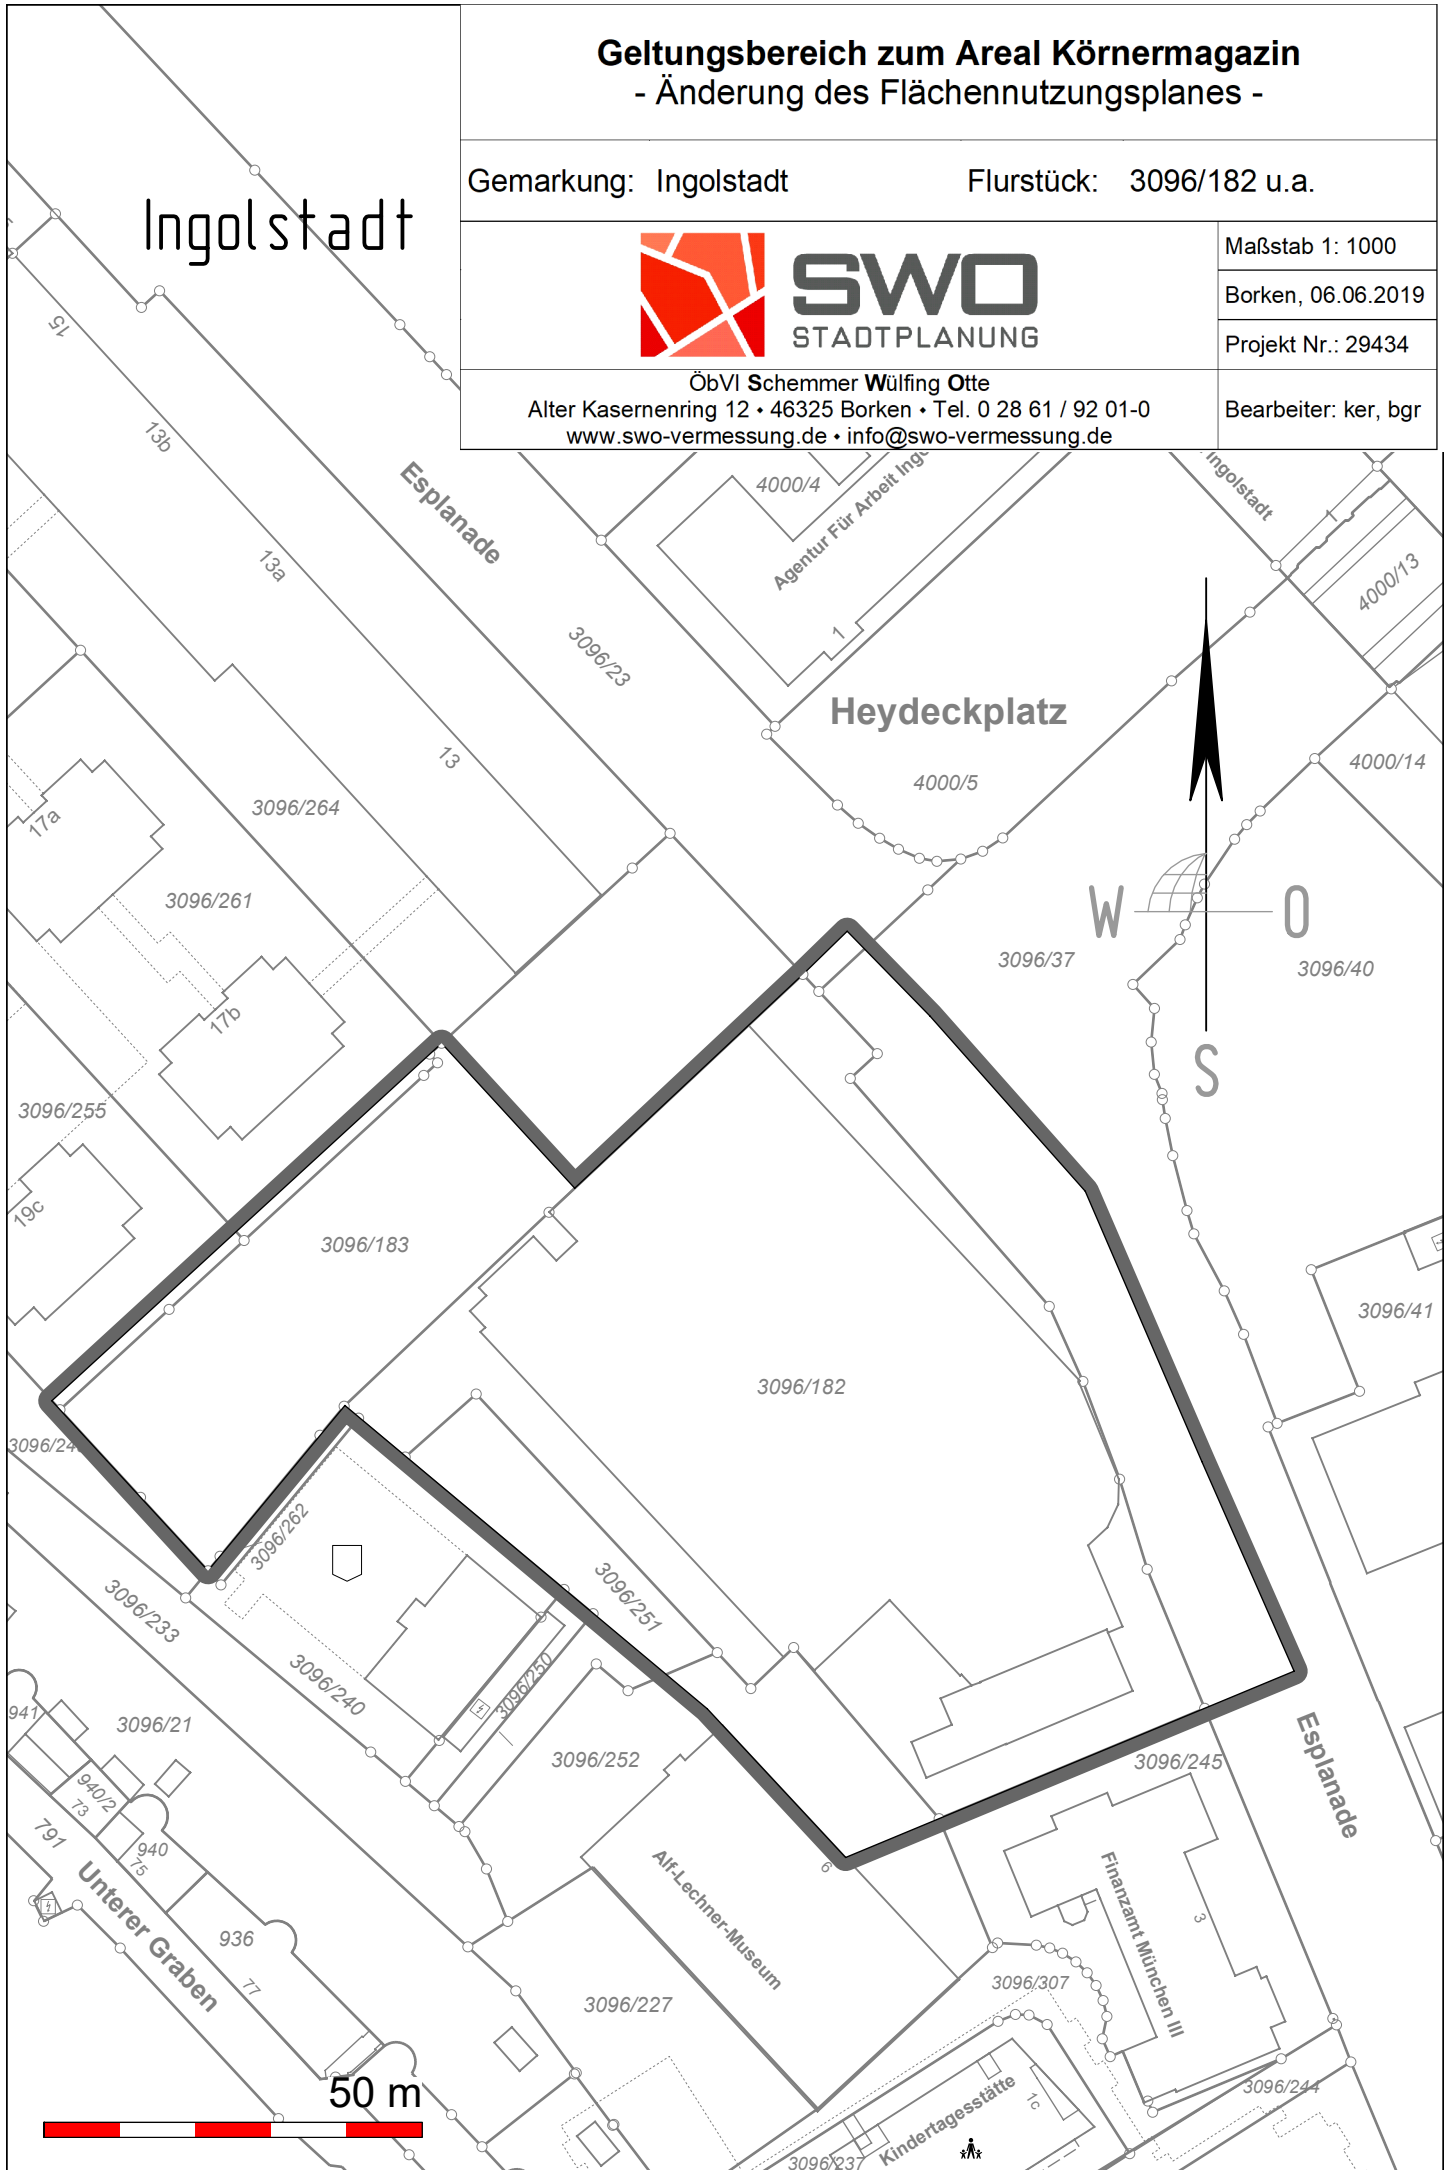 Geltungsbereich zum Areal Körnermagazin
- Änderung des Flächennutzungsplanes -
Gemarkung: Ingolstadt Flurstück: 3096/182 u.a.
SWO
STADTPLANUNG
Maßstab 1: 1000
Borken, 06.06.2019
Projekt Nr.: 29434
ÖbVI Schemmer Wülfing Otte
Alter Kasernenring 12 • 46325 Borken • Tel. 0 28 61 / 92 01-0
www.swo-vermessung.de • info@swo-vermessung.de
Bearbeiter: ker, bgr
Ingolstadt
15
13b
13a
13
Esplanade
4000/4
Agentur Für Arbeit Ingo
1
Ingolstadt
1
4000/13
3096/23
Heydeckplatz
4000/5
4000/14
3096/264
17a
3096/261
17b
3096/255
19c
3096/37
3096/40
W O
S
3096/183
3096/182
3096/41
3096/24
3096/262
3096/251
3096/233
3096/240
3096/250
3096/252
3096/245
Esplanade
941
3096/21
940/2
73
791
940
75
Unterer Graben
936
77
6
Alf-Lechner-Museum
Finanzamt München III
3
3096/307
3096/227
3096/244
Kindertagesstätte
1c
3096/237
50 m